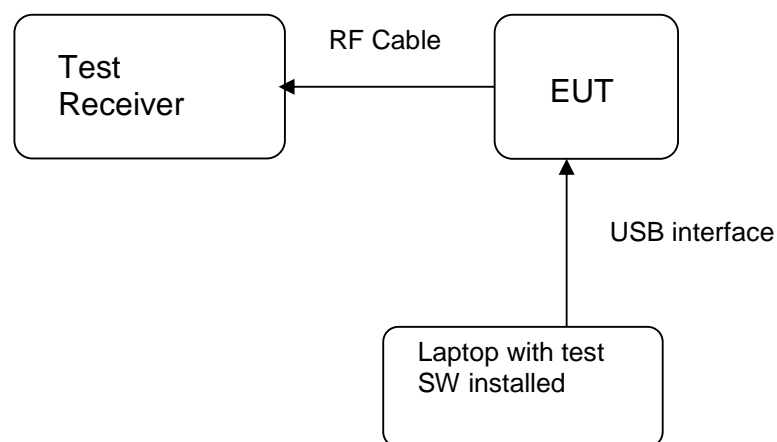 RF Cable
Test
Receiver
EUT
USB interface
Laptop with test
SW installed